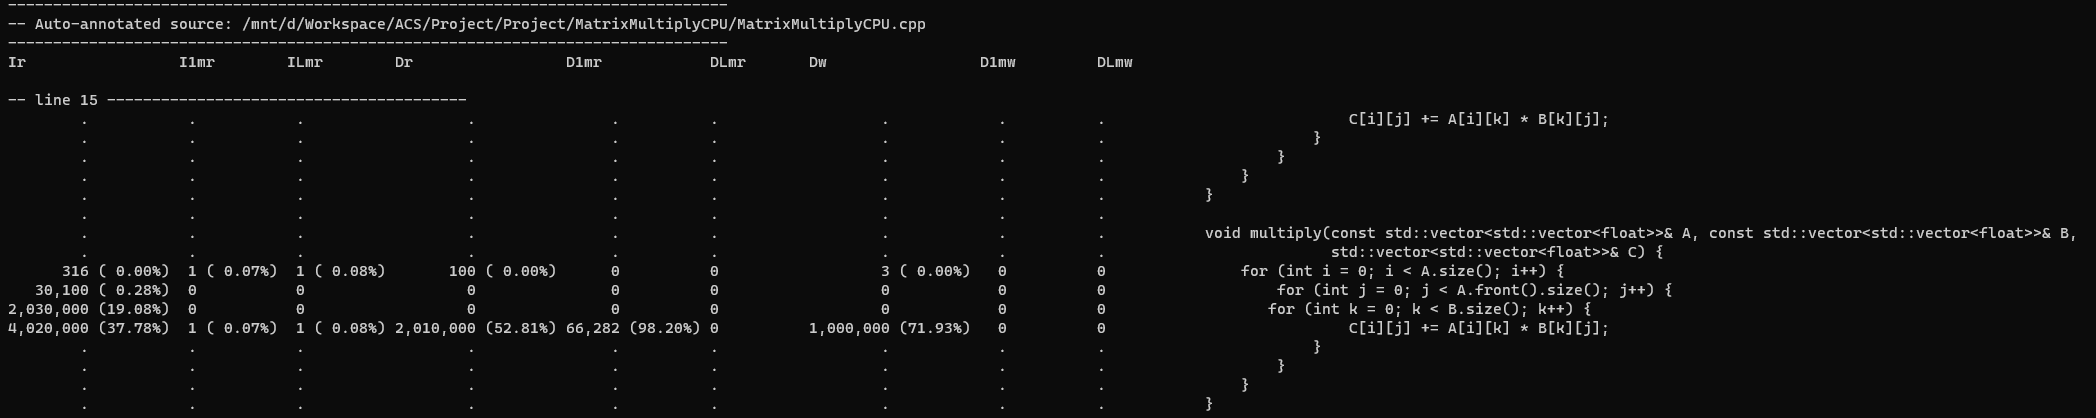 --------------------------------------------------------------------------------
-- Auto-annotated source: /mnt/d/Workspace/ACS/Project/Project/MatrixMultiplyCPU/MatrixMultiplyCPU.cpp
--------------------------------------------------------------------------------
Ir I1mr ILmr Dr D1mr DLmr Dw D1mw DLmw
-- line 15 ----------------------------------------
. . . . . . . . . C[i][j] += A[i][k] * B[k][j];
. . . . . . . . . }
. . . . . . . . . }
. . . . . . . . . }
. . . . . . . . . }
. . . . . . . . .
. . . . . . . . . void multiply(const std::vector<std::vector<float>>& A, const std::vector<std::vector<float>>& B,
. . . . . . . . . std::vector<std::vector<float>>& C) {
316 ( 0.00%) 1 ( 0.07%) 1 ( 0.08%) 100 ( 0.00%) 0 0 3 ( 0.00%) 0 0 for (int i = 0; i < A.size(); i++) {
30,100 ( 0.28%) 0 0 0 0 0 0 0 0 for (int j = 0; j < A.front().size(); j++) {
2,030,000 (19.08%) 0 0 0 0 0 0 0 0 for (int k = 0; k < B.size(); k++) {
4,020,000 (37.78%) 1 ( 0.07%) 1 ( 0.08%) 2,010,000 (52.81%) 66,282 (98.20%) 0 1,000,000 (71.93%) 0 0 C[i][j] += A[i][k] * B[k][j];
. . . . . . . . . }
. . . . . . . . . }
. . . . . . . . . }
. . . . . . . . . }